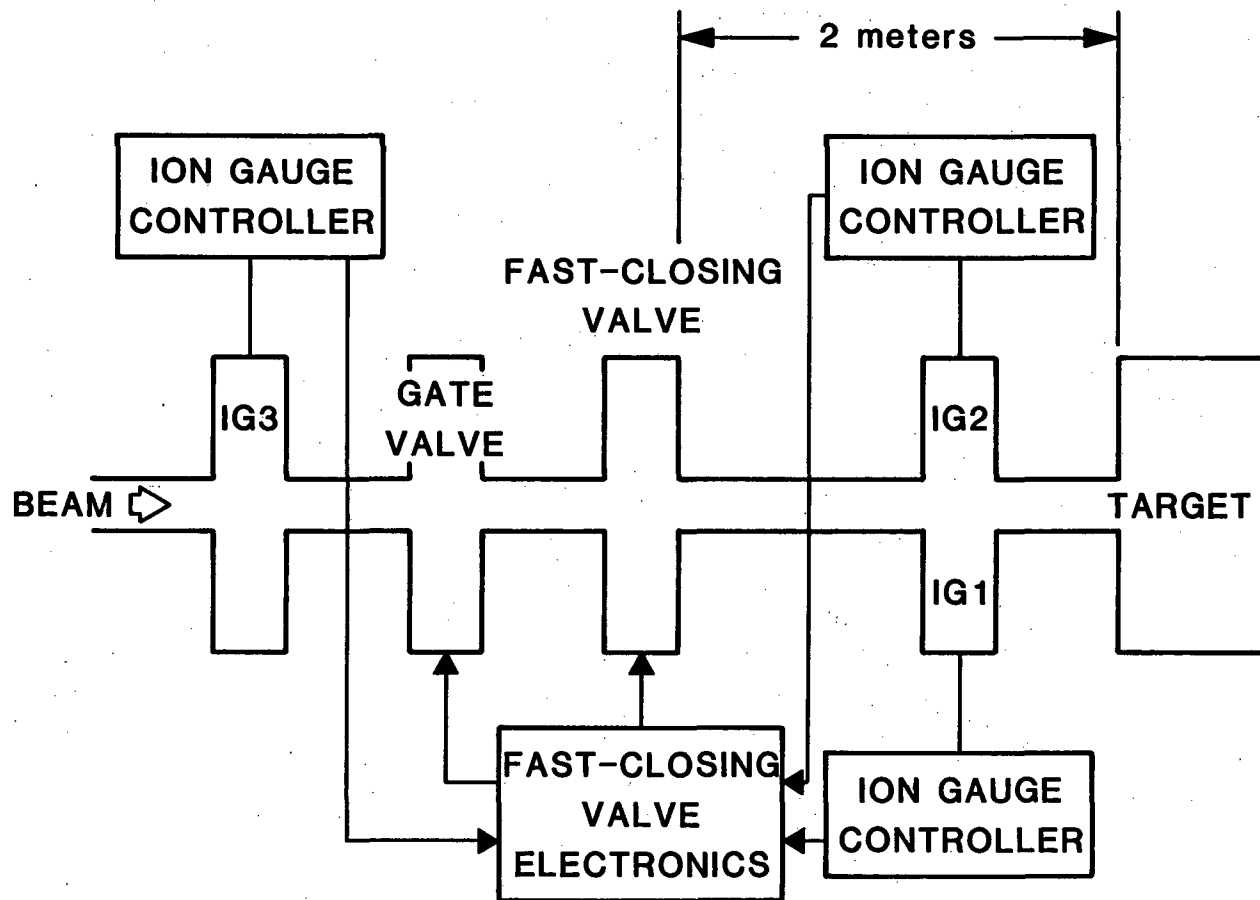 2 meters
ION GAUGE
CONTROLLER
ION GAUGE
CONTROLLER
FAST-CLOSING
VALVE
IG3
GATE
VALVE
IG2
BEAM
TARGET
IG1
FAST-CLOSING
VALVE
ELECTRONICS
ION GAUGE
CONTROLLER